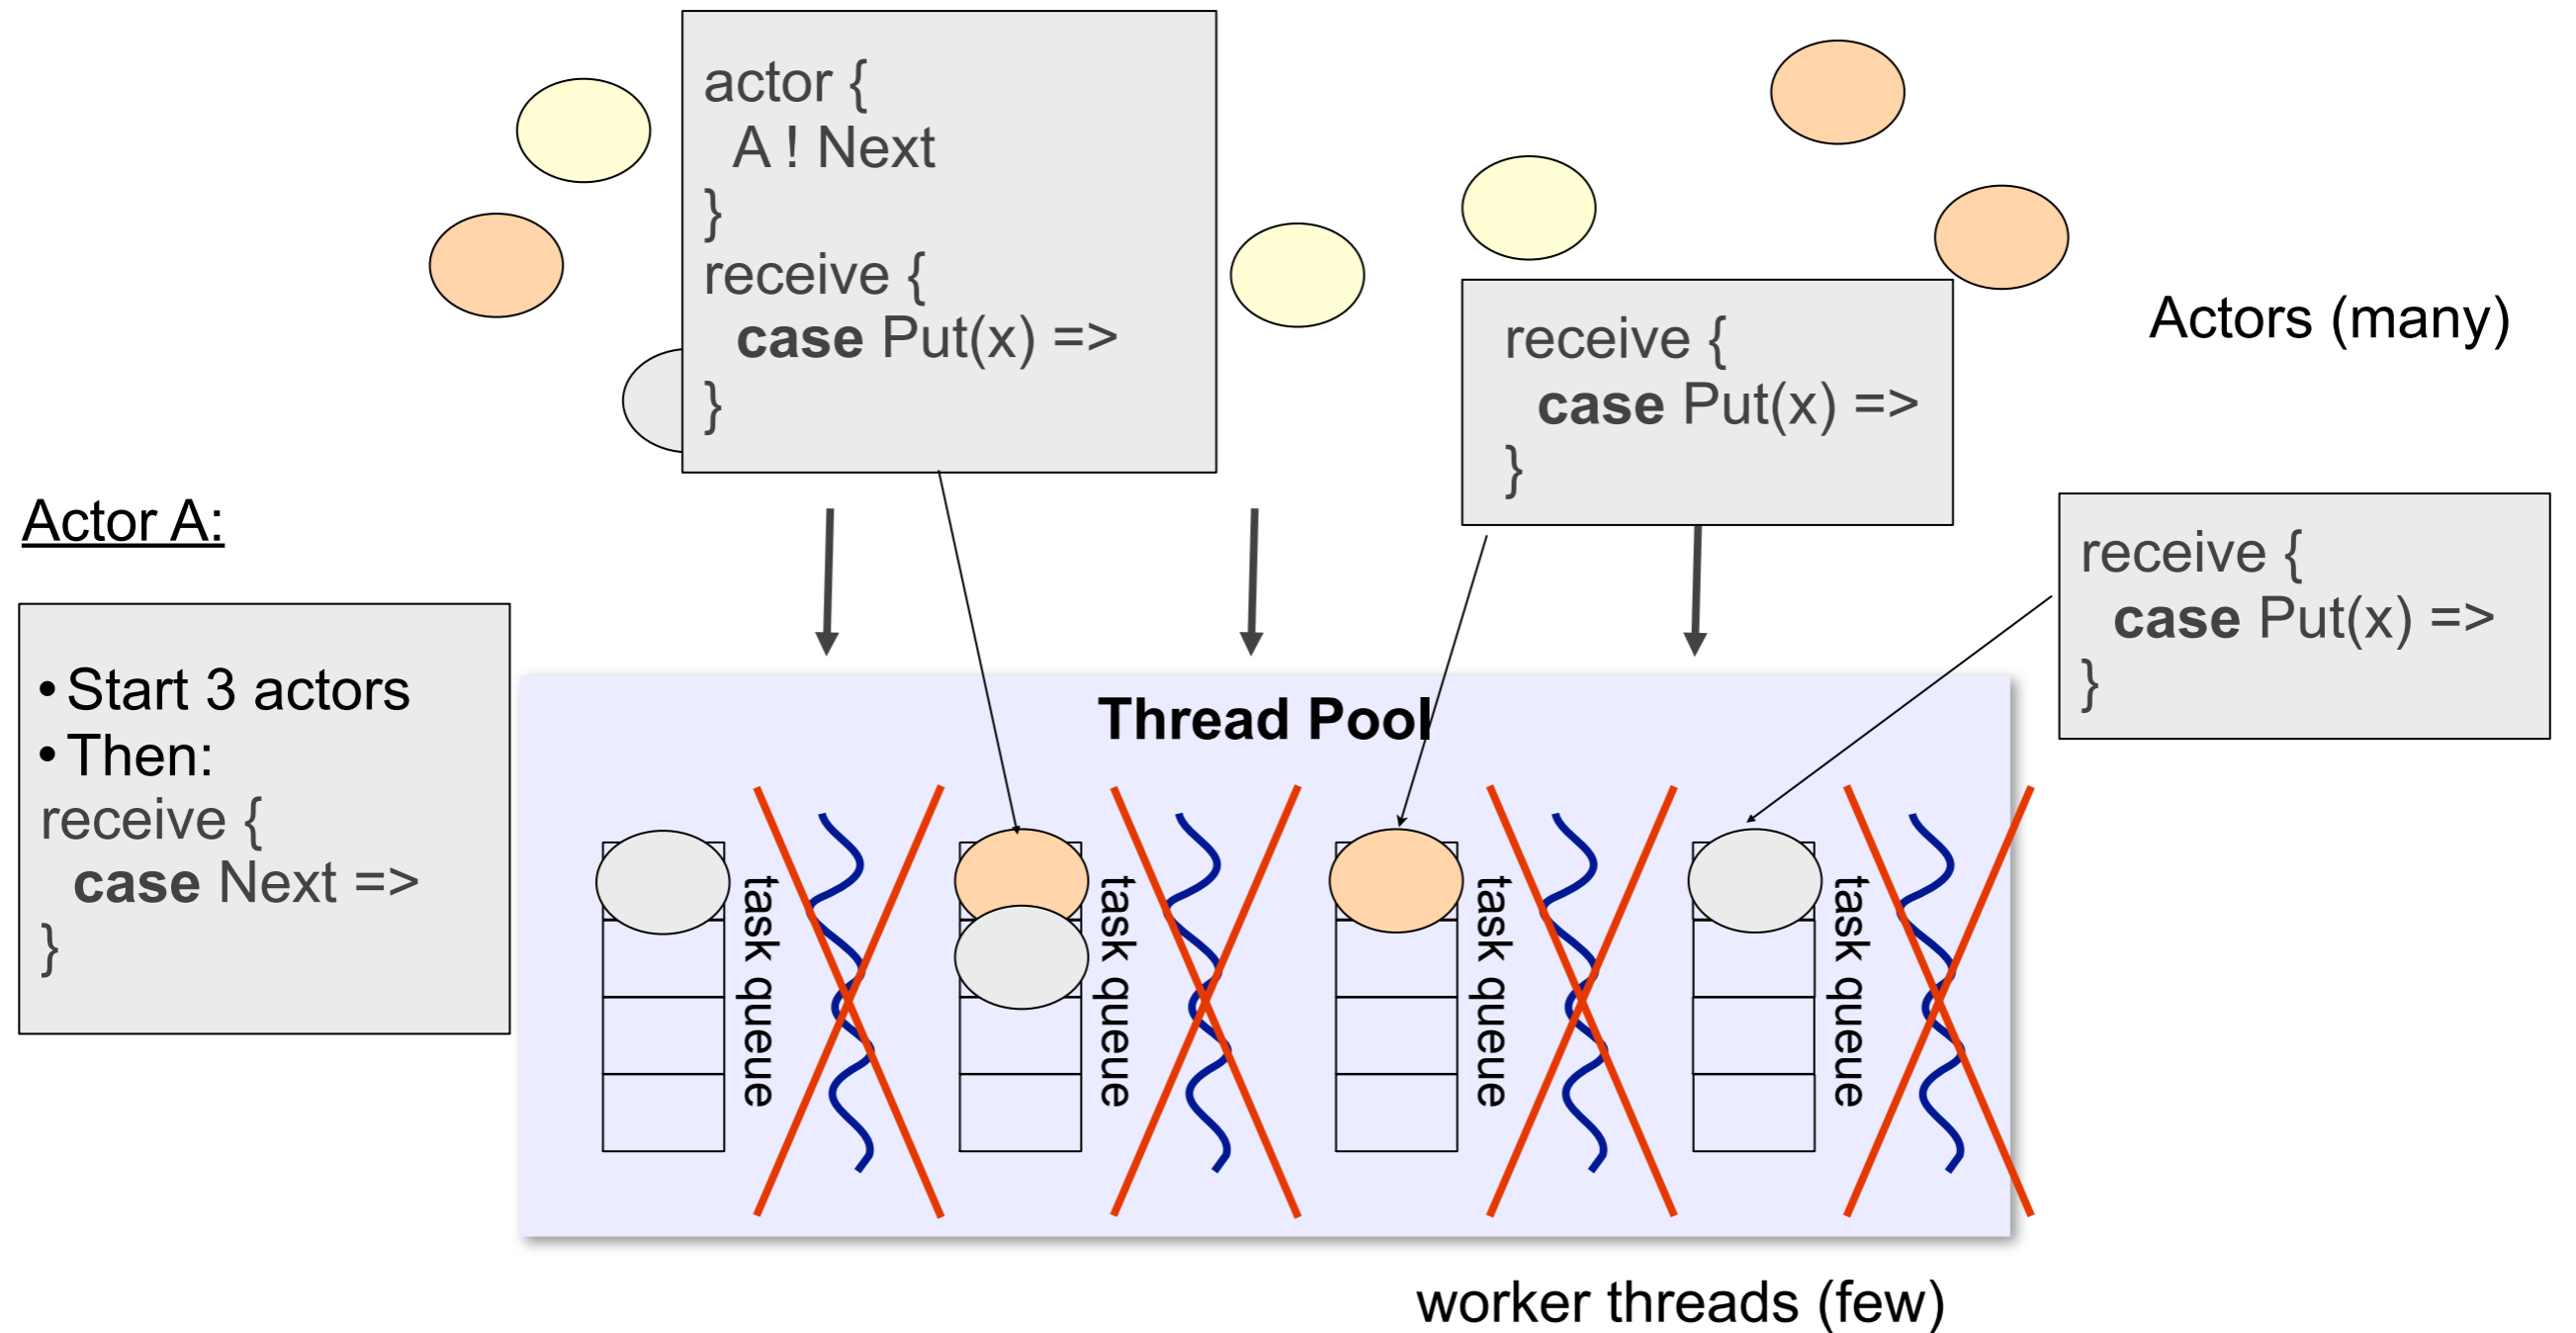 actor {
A ! Next
}
receive {
case Put(x) =>
}
receive {
case Put(x) =>
}
Actors (many)
Actor A:
• Start 3 actors
• Then:
receive {
case Next =>
}
receive {
case Put(x) =>
}
Thread Pool
task queue
task queue
task queue
task queue
worker threads (few)